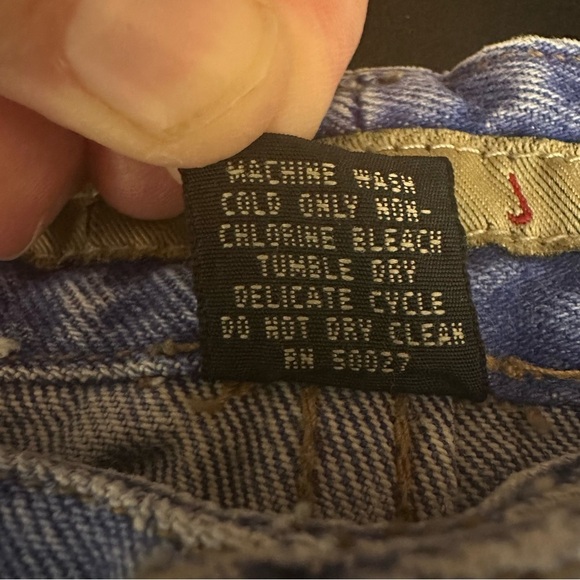 MACHINE WASH
COLD ONLY NON-
CHLORINE BLEACH
TUMBLE DRY
DELICATE CYCLE
DO NOT DRY CLEAN
RN 50027
J